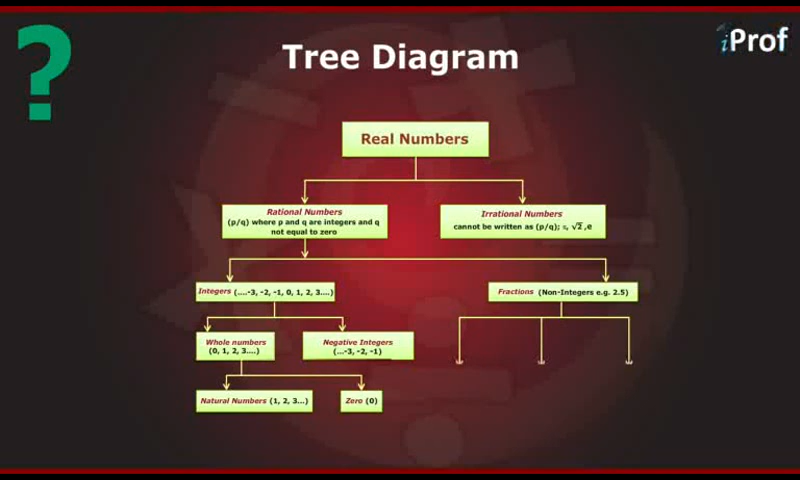 ?
iProf
Tree Diagram
Real Numbers
Rational Numbers
(p/q) where p and q are integers and q
not equal to zero
Irrational Numbers
cannot be written as (p/q); , √2 ,e
Integers (....-3, -2, -1, 0, 1, 2, 3....)
Fractions (Non-Integers e.g. 2.5)
Whole numbers
(0, 1, 2, 3....)
Negative Integers
(...-3, -2, -1)
Natural Numbers (1, 2, 3...)
Zero (0)